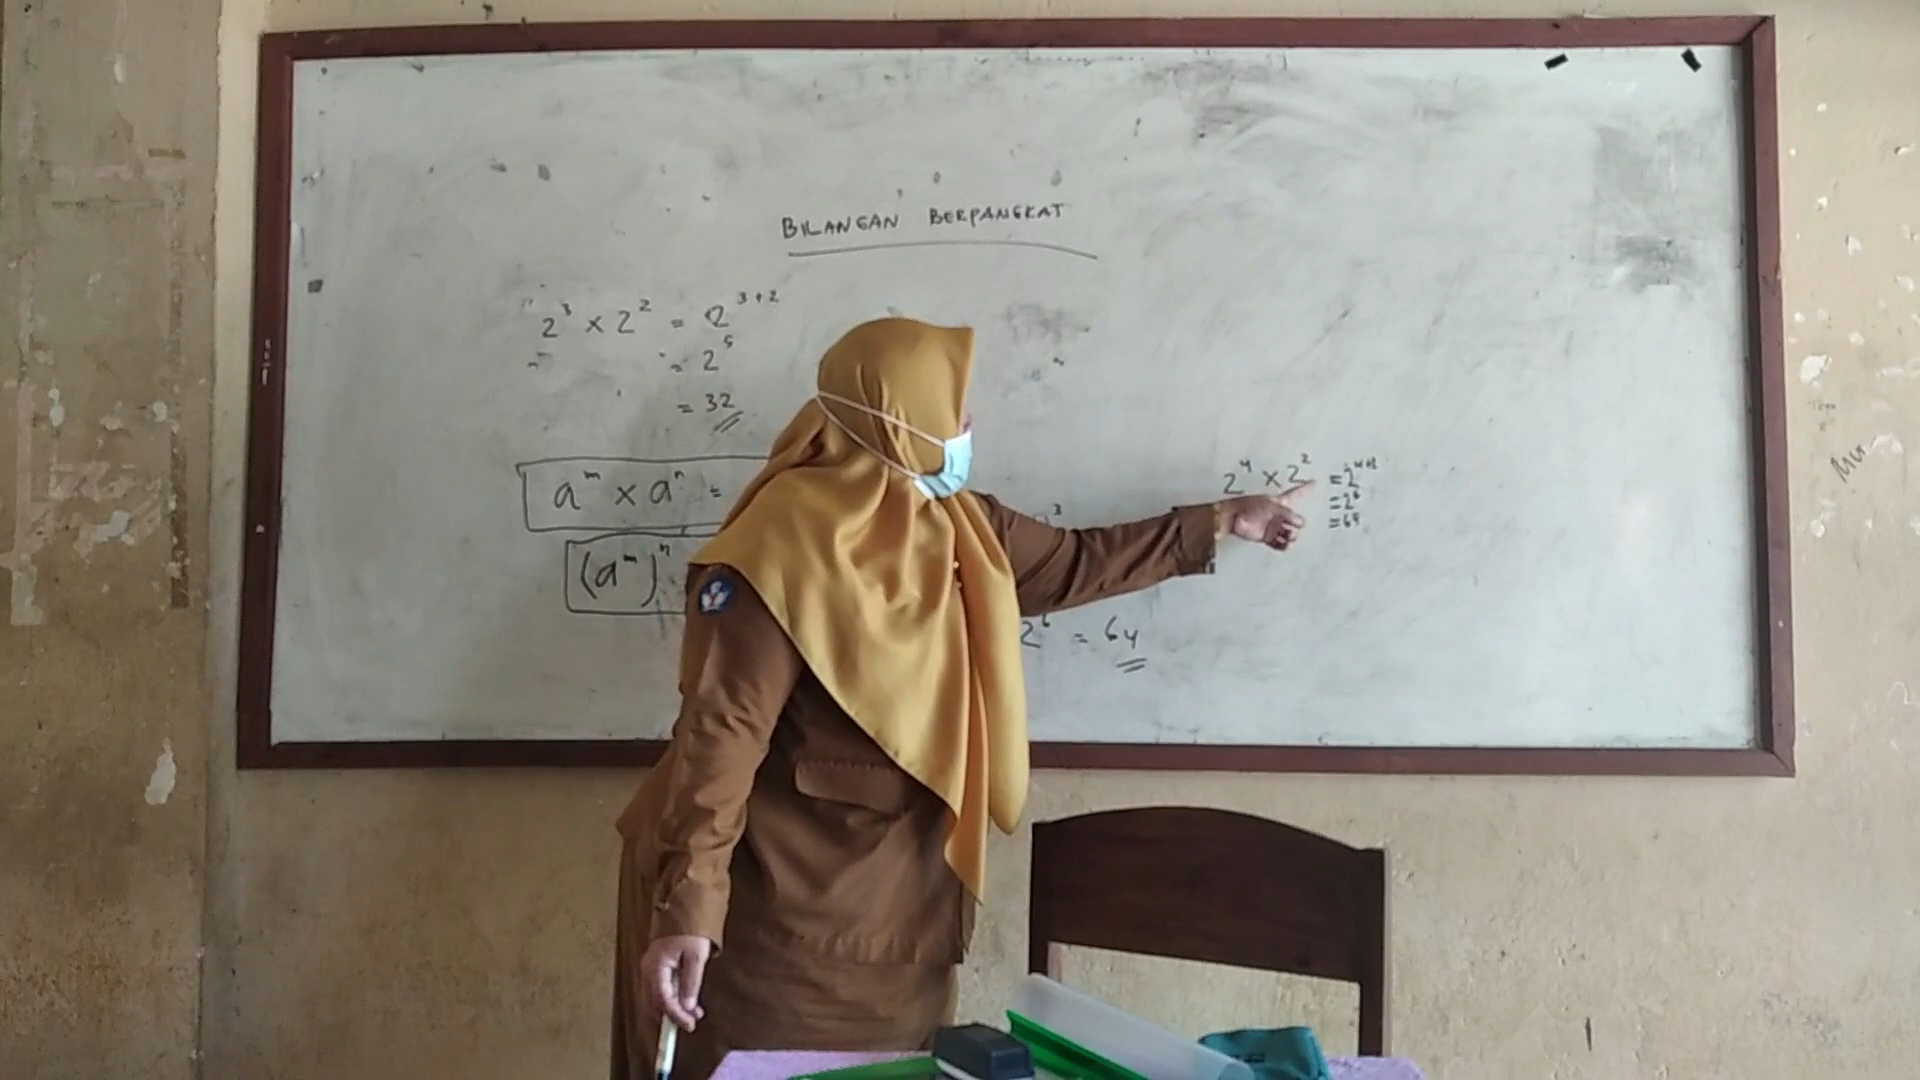 BILANGAN BERPANGKAT
2³ × 2² = 2³⁺²
= 2⁵
= 32
aᵐ × aⁿ =
(aᵐ)ⁿ
3
2⁶ = 64
2⁴ × 2² = 2⁴⁺²
= 2⁶
= 64